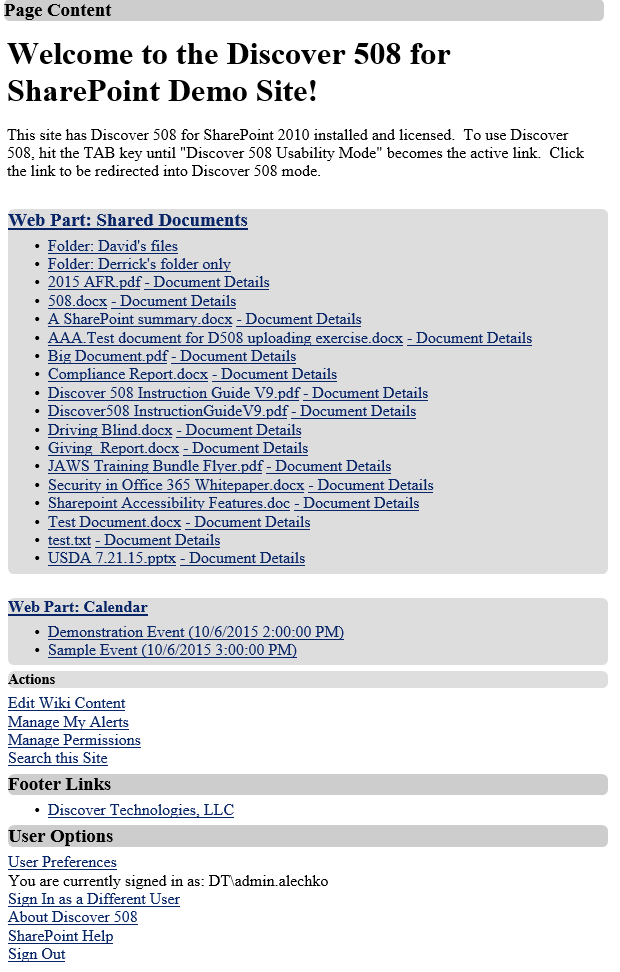 Page Content
Welcome to the Discover 508 for
SharePoint Demo Site!
This site has Discover 508 for SharePoint 2010 installed and licensed. To use Discover
508, hit the TAB key until "Discover 508 Usability Mode" becomes the active link. Click
the link to be redirected into Discover 508 mode.
Web Part: Shared Documents
• Folder: David's files
• Folder: Derrick's folder only
• 2015 AFR.pdf - Document Details
• 508.docx - Document Details
• A SharePoint summary.docx - Document Details
• AAA.Test document for D508 uploading exercise.docx - Document Details
• Big Document.pdf - Document Details
• Compliance Report.docx - Document Details
• Discover 508 Instruction Guide V9.pdf - Document Details
• Discover508 InstructionGuideV9.pdf - Document Details
• Driving Blind.docx - Document Details
• Giving_Report.docx - Document Details
• JAWS Training Bundle Flyer.pdf - Document Details
• Security in Office 365 Whitepaper.docx - Document Details
• Sharepoint Accessibility Features.doc - Document Details
• Test Document.docx - Document Details
• test.txt - Document Details
• USDA 7.21.15.pptx - Document Details
Web Part: Calendar
• Demonstration Event (10/6/2015 2:00:00 PM)
• Sample Event (10/6/2015 3:00:00 PM)
Actions
Edit Wiki Content
Manage My Alerts
Manage Permissions
Search this Site
Footer Links
• Discover Technologies, LLC
User Options
User Preferences
You are currently signed in as: DT\admin.alechko
Sign In as a Different User
About Discover 508
SharePoint Help
Sign Out